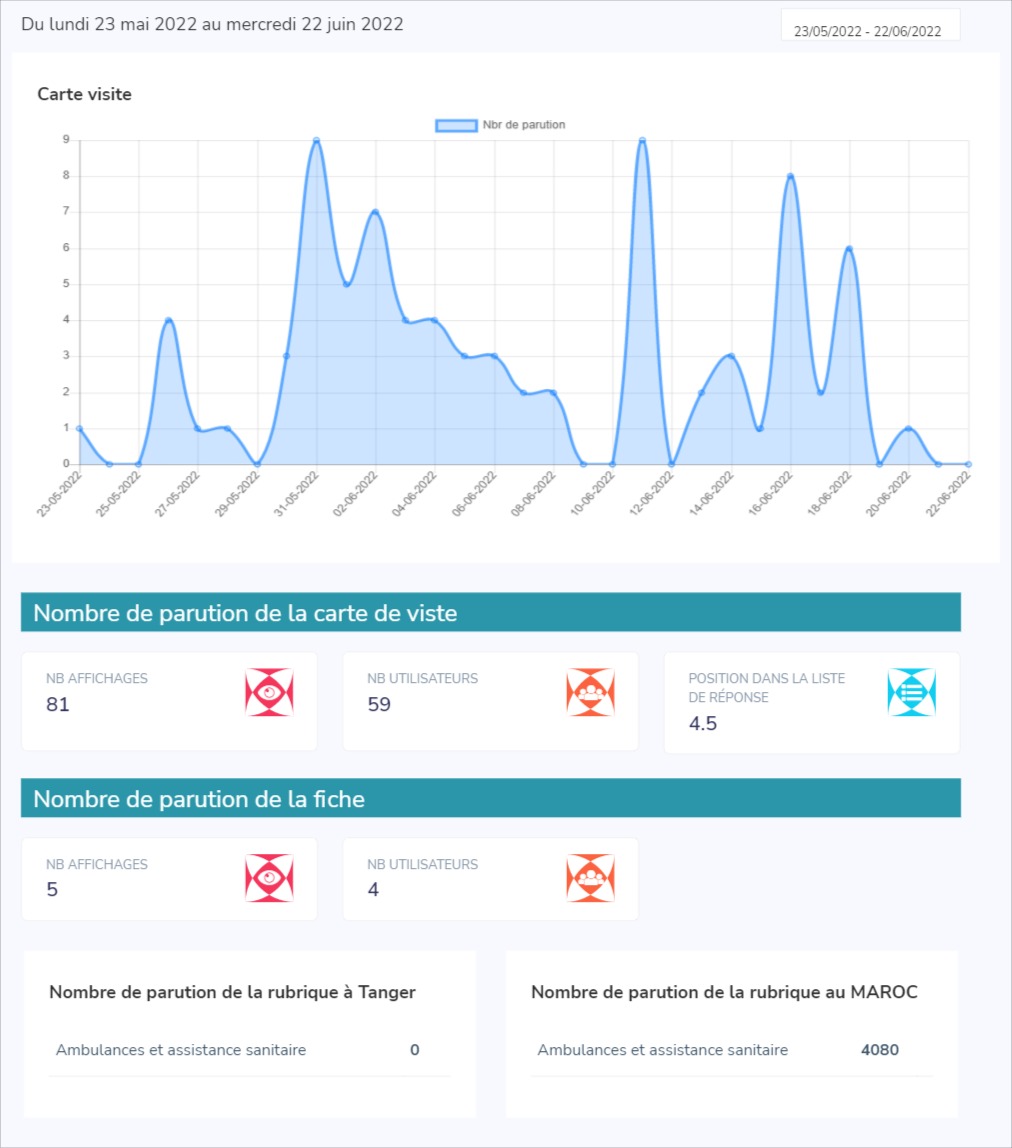 Du lundi 23 mai 2022 au mercredi 22 juin 2022
23/05/2022 - 22/06/2022
Carte visite
Nbr de parution
9
8
7
6
5
4
3
2
1
0
23-05-2022
25-05-2022
27-05-2022
29-05-2022
31-05-2022
02-06-2022
04-06-2022
06-06-2022
08-06-2022
10-06-2022
12-06-2022
14-06-2022
16-06-2022
18-06-2022
20-06-2022
22-06-2022
Nombre de parution de la carte de viste
NB AFFICHAGES
81
NB UTILISATEURS
59
POSITION DANS LA LISTE
DE RÉPONSE
4.5
Nombre de parution de la fiche
NB AFFICHAGES
5
NB UTILISATEURS
4
Nombre de parution de la rubrique à Tanger
Ambulances et assistance sanitaire 0
Nombre de parution de la rubrique au MAROC
Ambulances et assistance sanitaire 4080